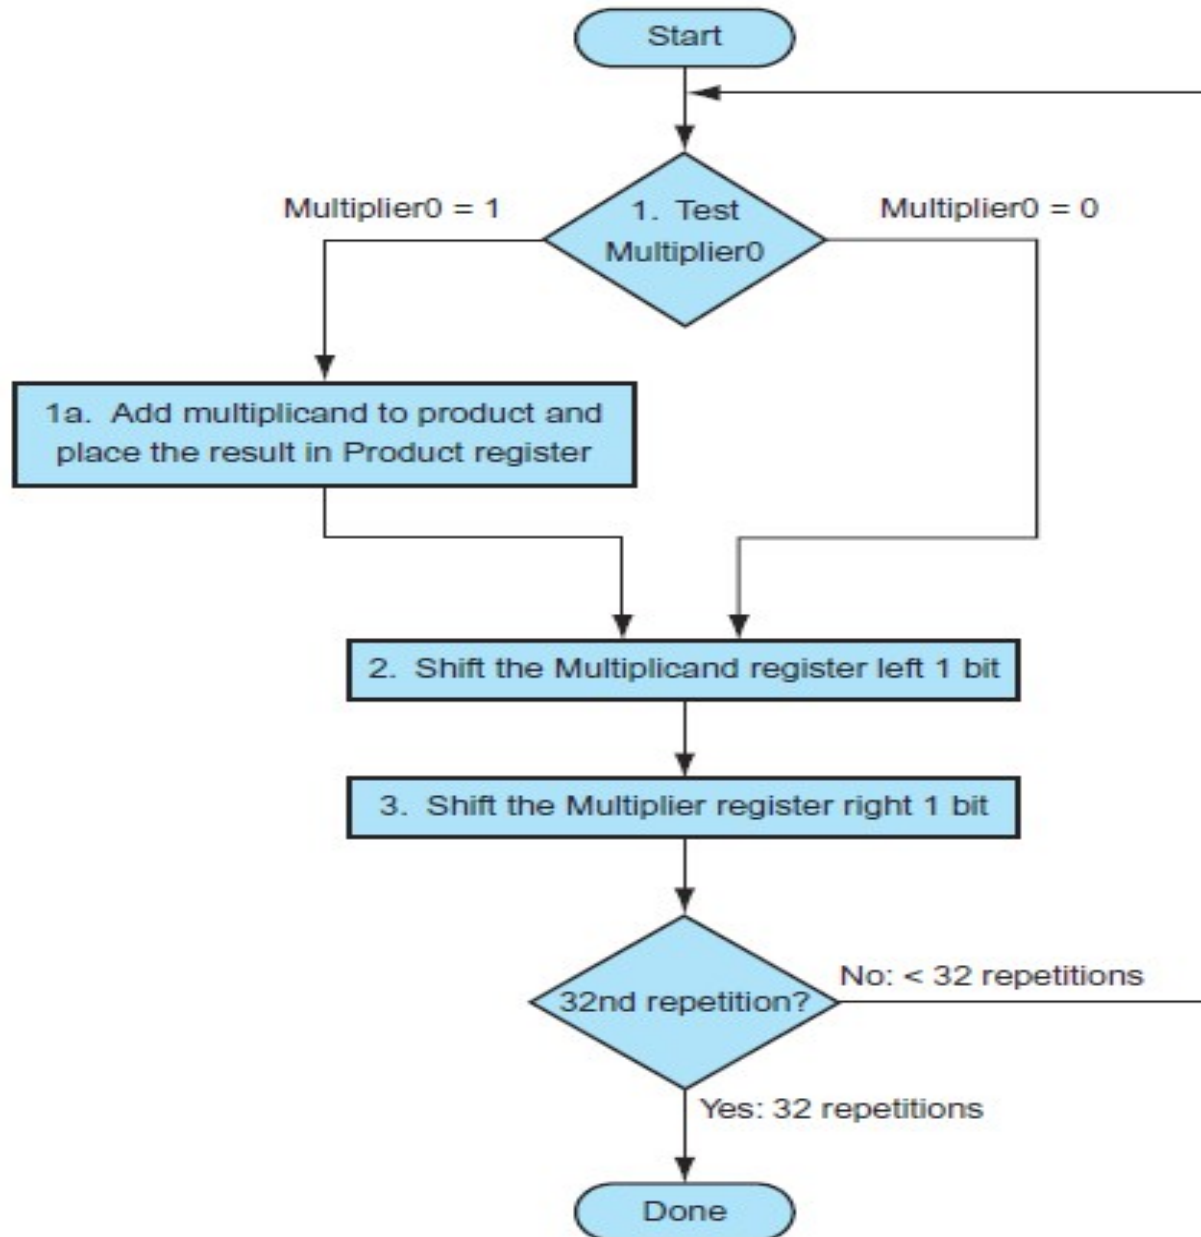 Start
Multiplier0 = 1
1. Test
Multiplier0
Multiplier0 = 0
1a. Add multiplicand to product and
place the result in Product register
2. Shift the Multiplicand register left 1 bit
3. Shift the Multiplier register right 1 bit
32nd repetition?
No: < 32 repetitions
Yes: 32 repetitions
Done